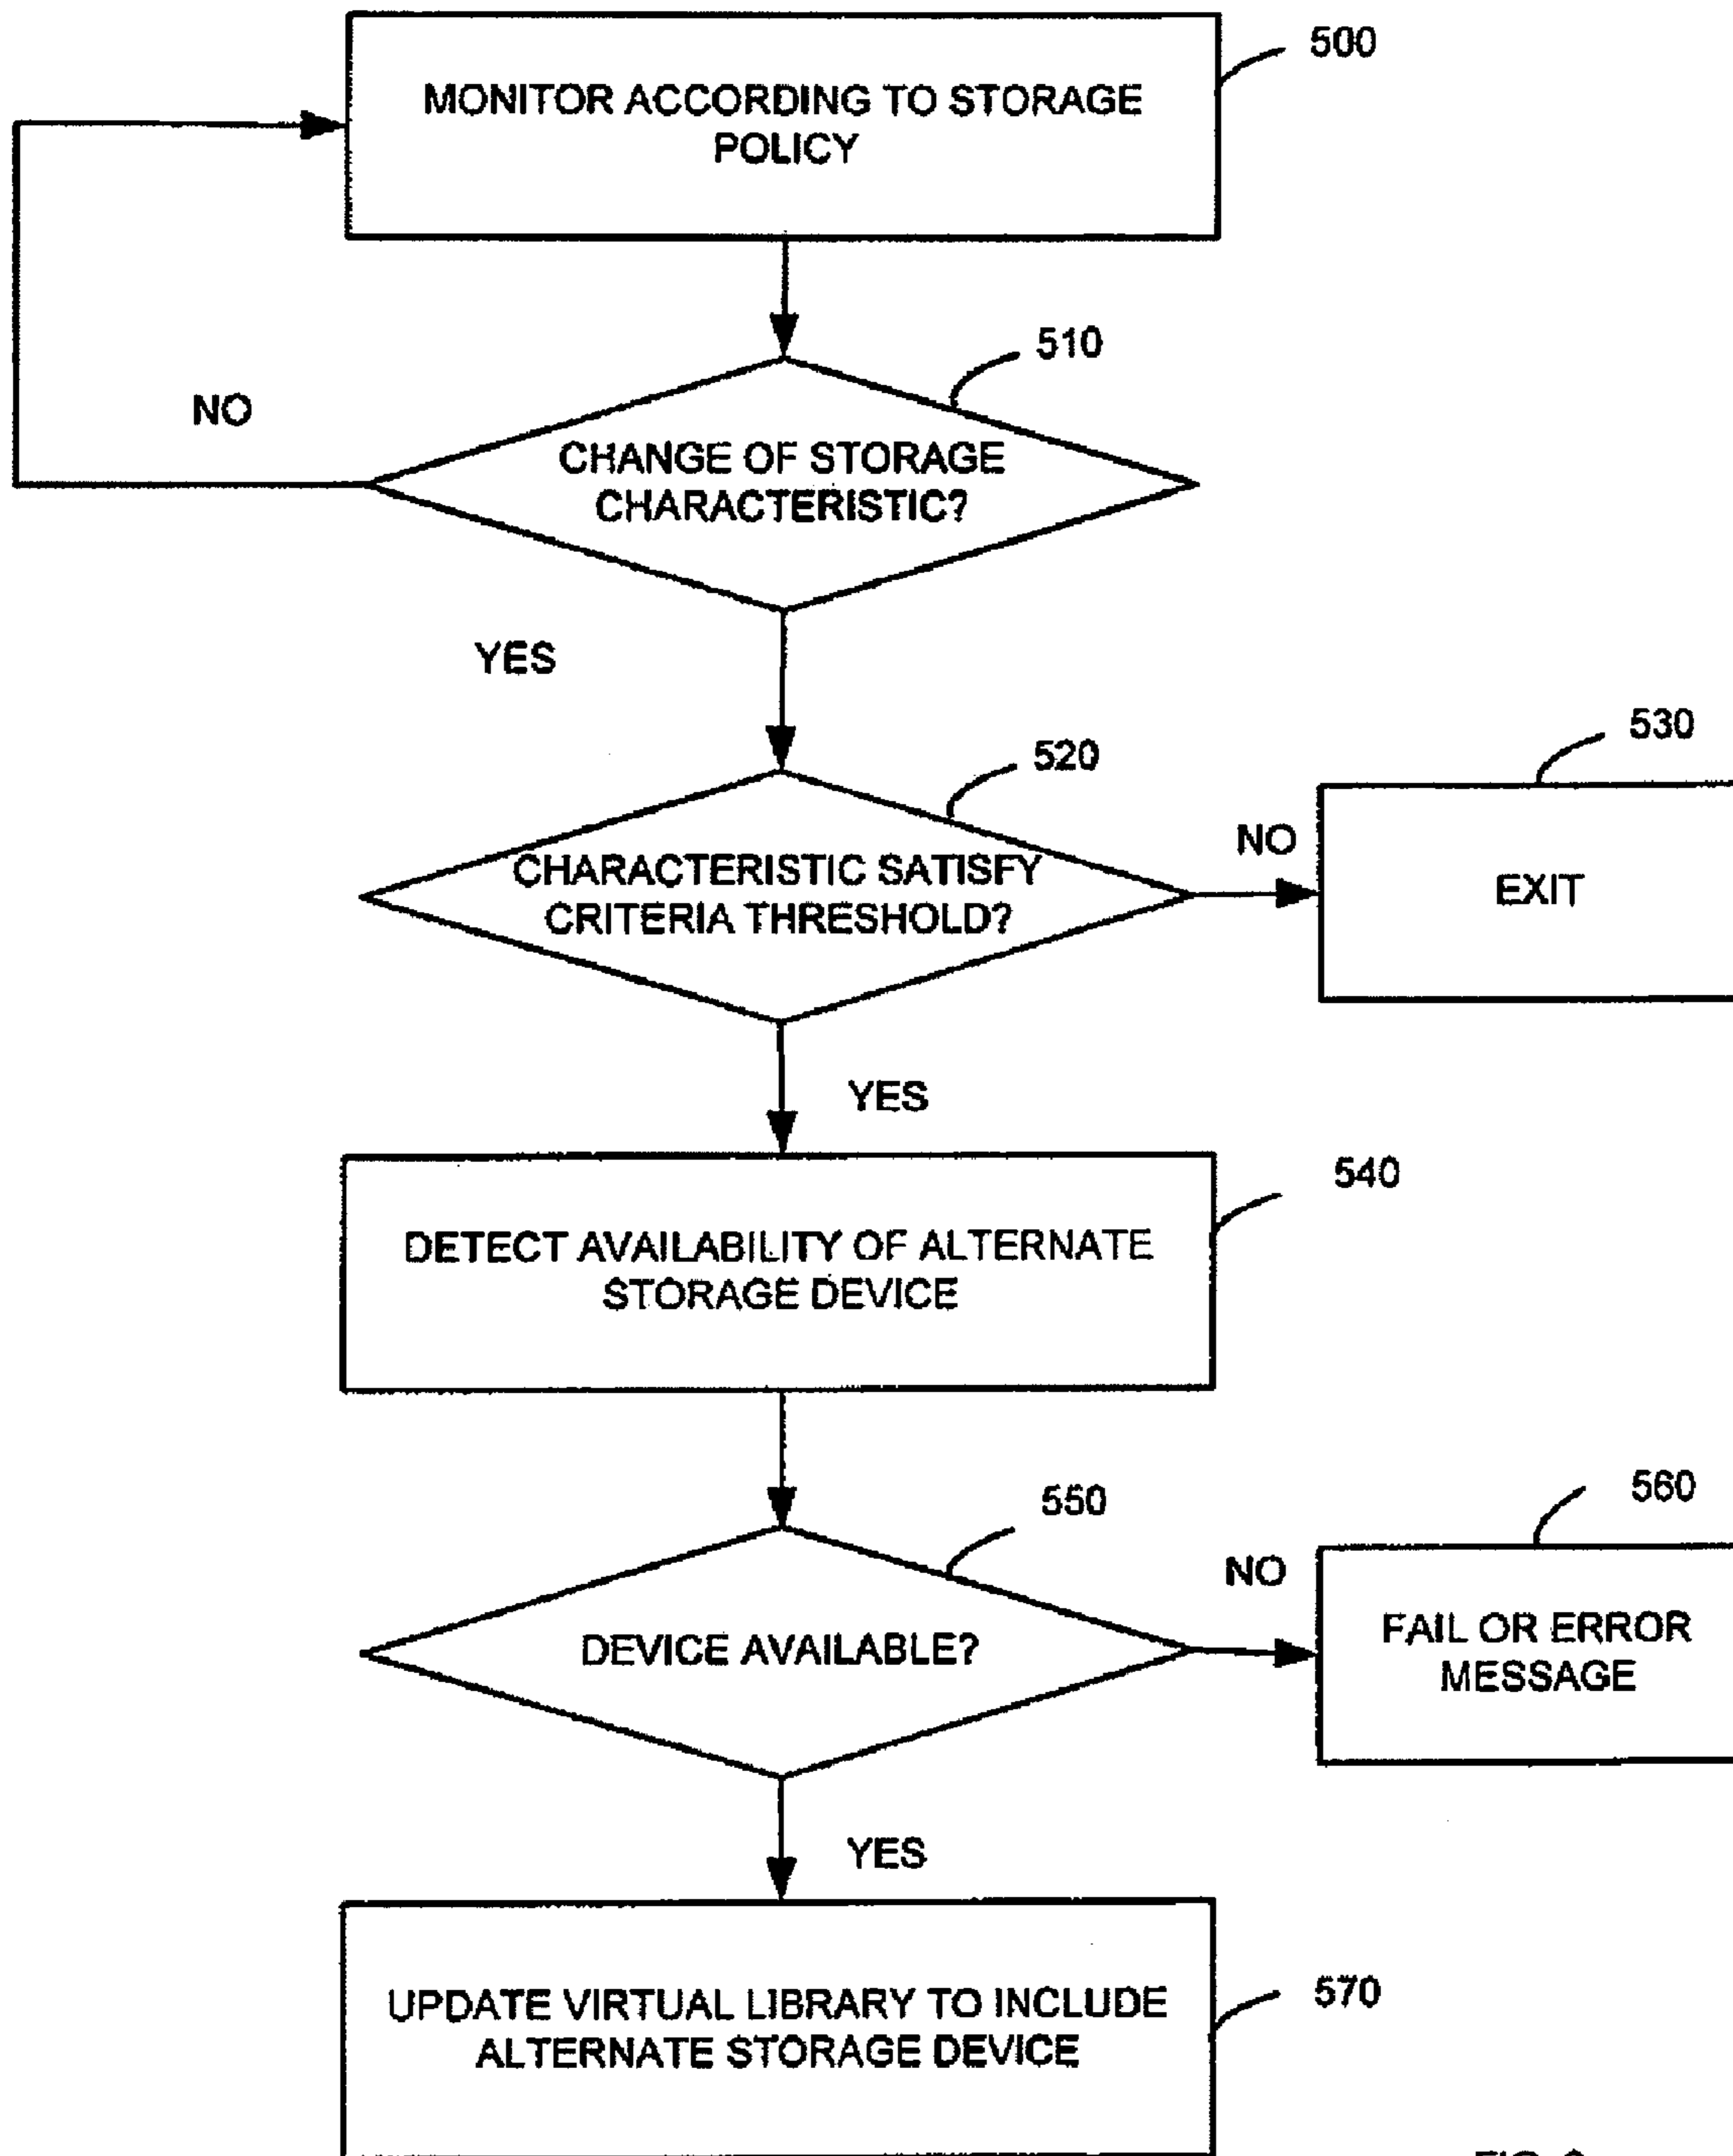 500
MONITOR ACCORDING TO STORAGE
POLICY
510
NO
CHANGE OF STORAGE
CHARACTERISTIC?
YES
520
530
NO
CHARACTERISTIC SATISFY
CRITERIA THRESHOLD?
EXIT
YES
540
DETECT AVAILABILITY OF ALTERNATE
STORAGE DEVICE
550
560
NO
DEVICE AVAILABLE?
FAIL OR ERROR
MESSAGE
YES
570
UPDATE VIRTUAL LIBRARY TO INCLUDE
ALTERNATE STORAGE DEVICE